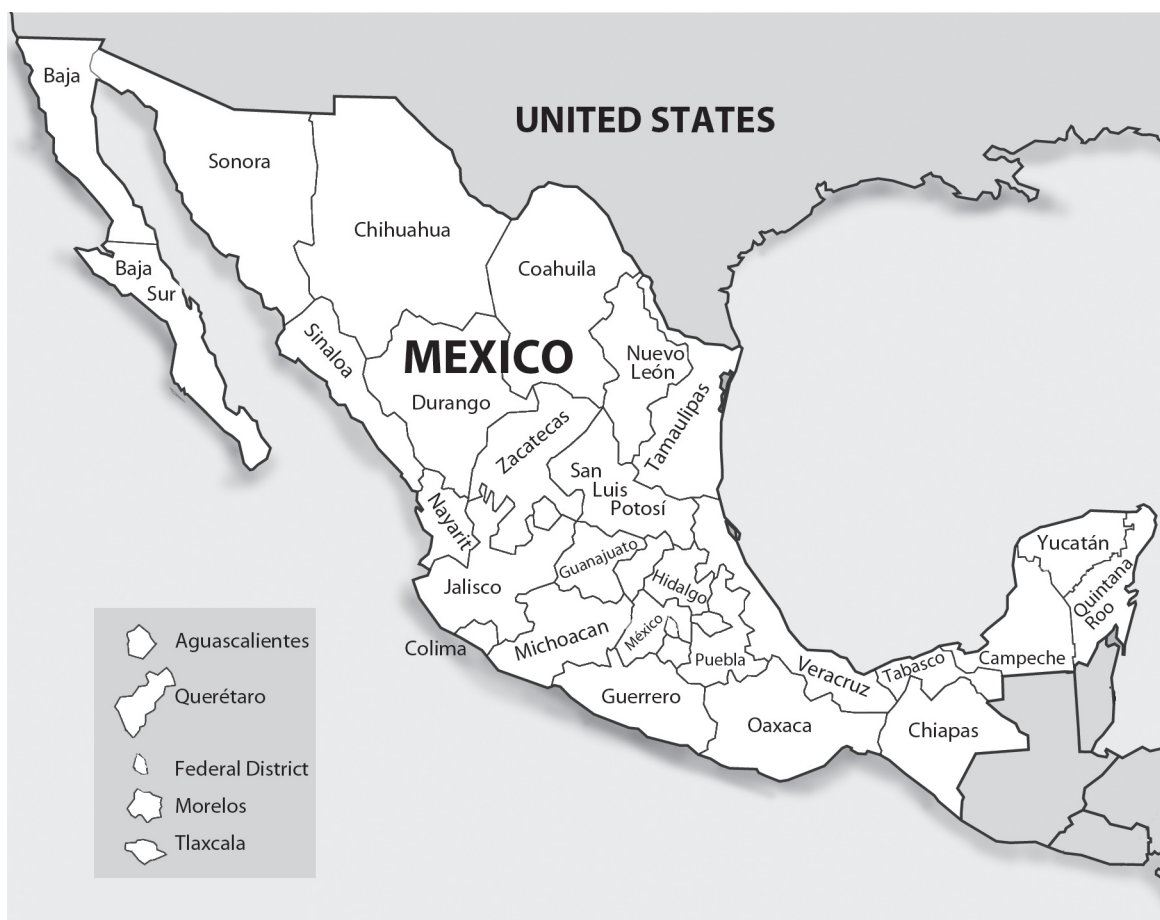 Baja
UNITED STATES
Sonora
Chihuahua
Coahuila
Baja
Sur
Sinaloa
MEXICO
Nuevo
León
Durango
Tamaulipas
Zacatecas
San
Luis
Potosí
Nayarit
Yucatán
Guanajuato
Hidalgo
Quintana
Roo
Jalisco
México
Michoacan
Colima
Puebla
Veracruz
Tabasco
Campeche
Guerrero
Oaxaca
Chiapas
Aguascalientes
Querétaro
Federal District
Morelos
Tlaxcala